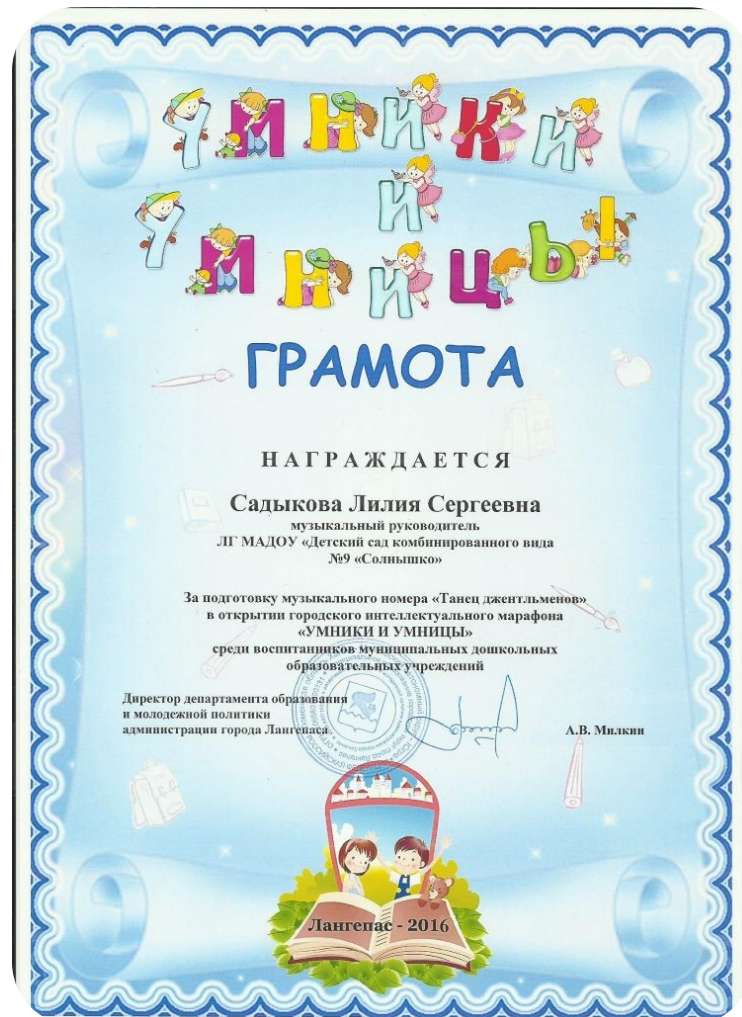 УМНИКИ
И
УМНИЦЫ!
ГРАМОТА
НАГРАЖДАЕТСЯ
Садыкова Лилия Сергеевна
музыкальный руководитель
ЛГ МАДОУ «Детский сад комбинированного вида
№9 «Солнышко»
За подготовку музыкального номера «Танец джентльменов»
в открытии городского интеллектуального марафона
«УМНИКИ И УМНИЦЫ»
среди воспитанников муниципальных дошкольных
образовательных учреждений
Директор департамента образования
и молодежной политики
администрации города Лангепаса
А.В. Милкин
Лангепас - 2016